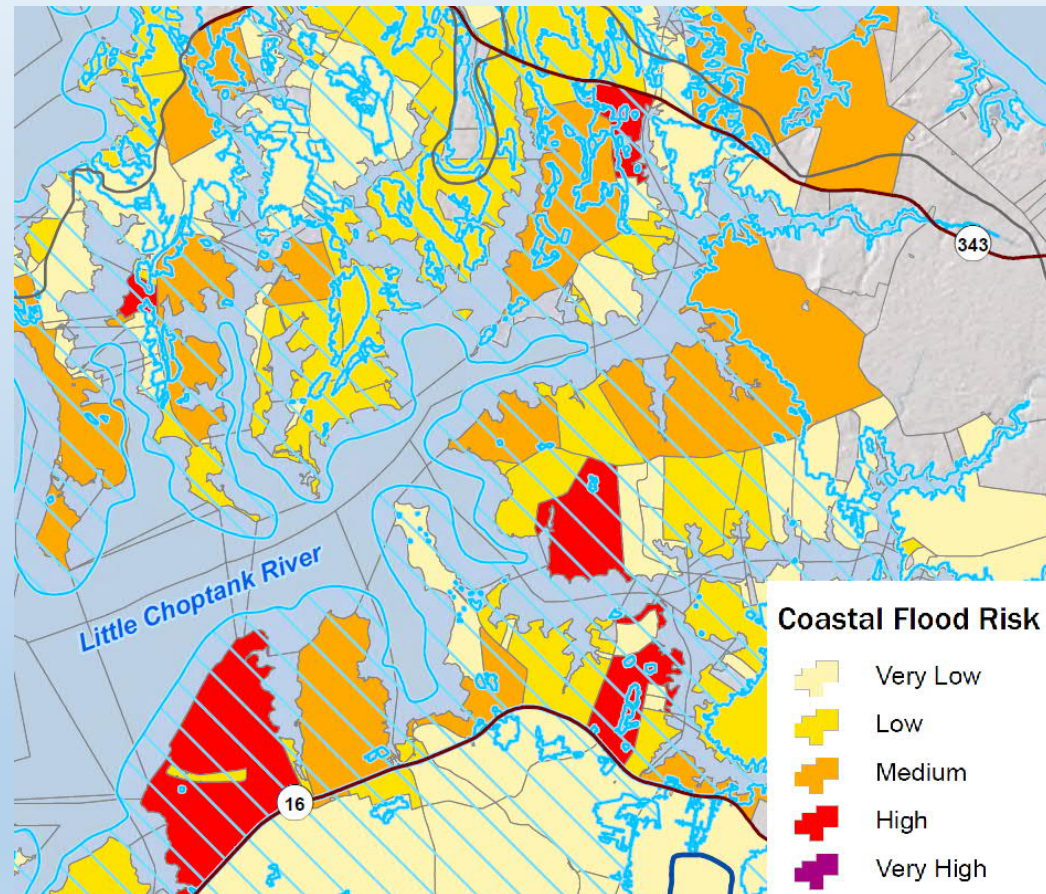 343
Little Choptank River
16
Coastal Flood Risk
Very Low
Low
Medium
High
Very High